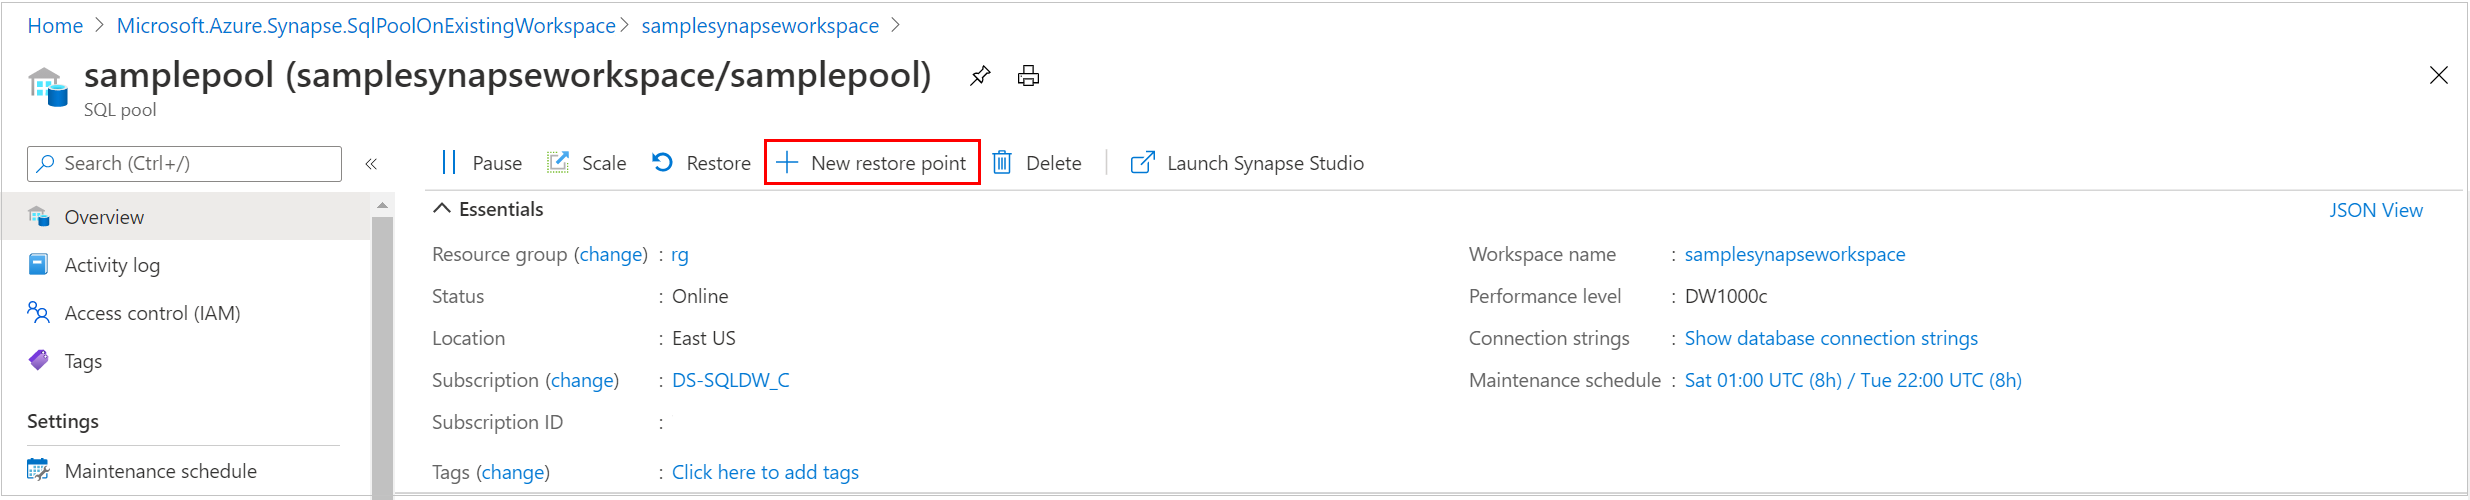 Home > Microsoft.Azure.Synapse.SqlPoolOnExistingWorkspace > samplesynapseworkspace >
samplepool (samplesynapseworkspace/samplepool)
SQL pool
Search (Ctrl+/)
«
Pause
Scale
Restore
New restore point
Delete
Launch Synapse Studio
Overview
Activity log
Access control (IAM)
Tags
Settings
Maintenance schedule
Essentials
JSON View
Resource group (change) : rg
Status : Online
Location : East US
Subscription (change) : DS-SQLDW_C
Subscription ID :
Tags (change) : Click here to add tags
Workspace name : samplesynapseworkspace
Performance level : DW1000c
Connection strings : Show database connection strings
Maintenance schedule : Sat 01:00 UTC (8h) / Tue 22:00 UTC (8h)